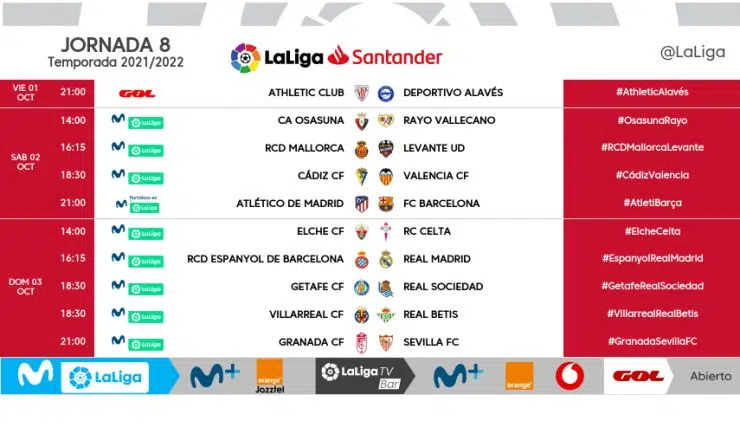 JORNADA 8
Temporada 2021/2022
LaLiga Santander
@LaLiga
VIE 01 OCT
21:00 GOL ATHLETIC CLUB DEPORTIVO ALAVÉS #AthleticAlavés
SAB 02 OCT
14:00 LaLiga CA OSASUNA RAYO VALLECANO #OsasunaRayo
16:15 LaLiga RCD MALLORCA LEVANTE UD #RCDMallorcaLevante
18:30 LaLiga CÁDIZ CF VALENCIA CF #CádizValencia
21:00 LaLiga ATLÉTICO DE MADRID FC BARCELONA #AtletiBarça
DOM 03 OCT
14:00 LaLiga ELCHE CF RC CELTA #ElcheCelta
16:15 LaLiga RCD ESPANYOL DE BARCELONA REAL MADRID #EspanyolRealMadrid
18:30 LaLiga GETAFE CF REAL SOCIEDAD #GetafeRealSociedad
18:30 LaLiga VILLARREAL CF REAL BETIS #VillarrealRealBetis
21:00 LaLiga GRANADA CF SEVILLA FC #GranadaSevillaFC
M LaLiga M+ orange Jazztel LaLiga TV Bar M+ orange GOL Abierto